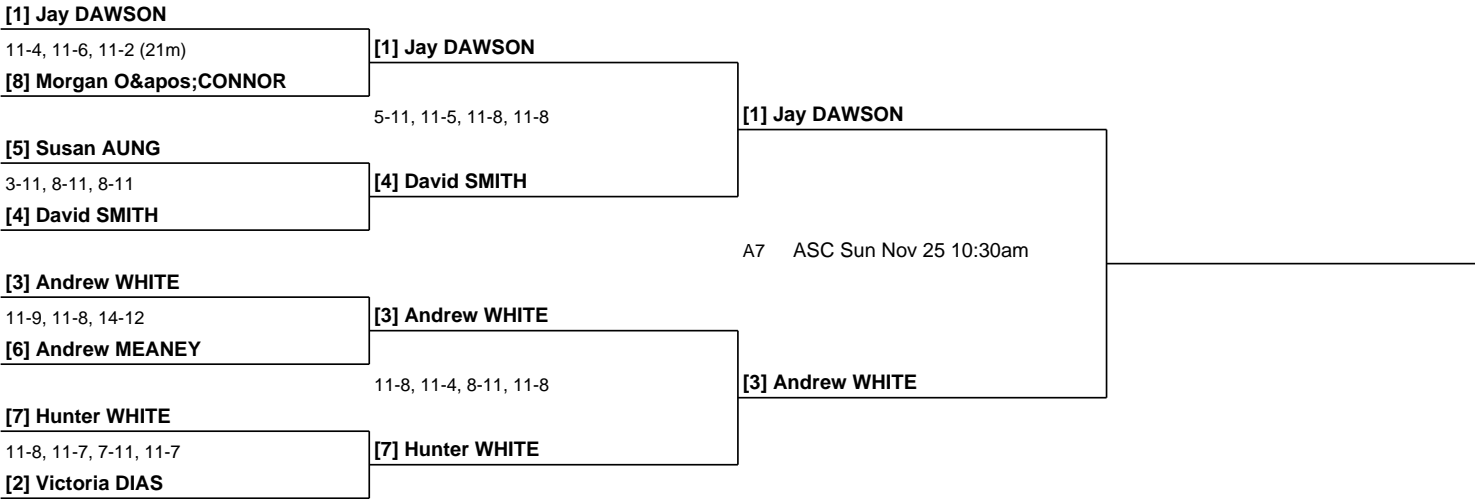 [1] Jay DAWSON
11-4, 11-6, 11-2 (21m)
[8] Morgan O&apos;CONNOR
[5] Susan AUNG
3-11, 8-11, 8-11
[4] David SMITH
[3] Andrew WHITE
11-9, 11-8, 14-12
[6] Andrew MEANEY
[7] Hunter WHITE
11-8, 11-7, 7-11, 11-7
[2] Victoria DIAS
[1] Jay DAWSON
5-11, 11-5, 11-8, 11-8
[4] David SMITH
[3] Andrew WHITE
11-8, 11-4, 8-11, 11-8
[7] Hunter WHITE
[1] Jay DAWSON
A7 ASC Sun Nov 25 10:30am
[3] Andrew WHITE